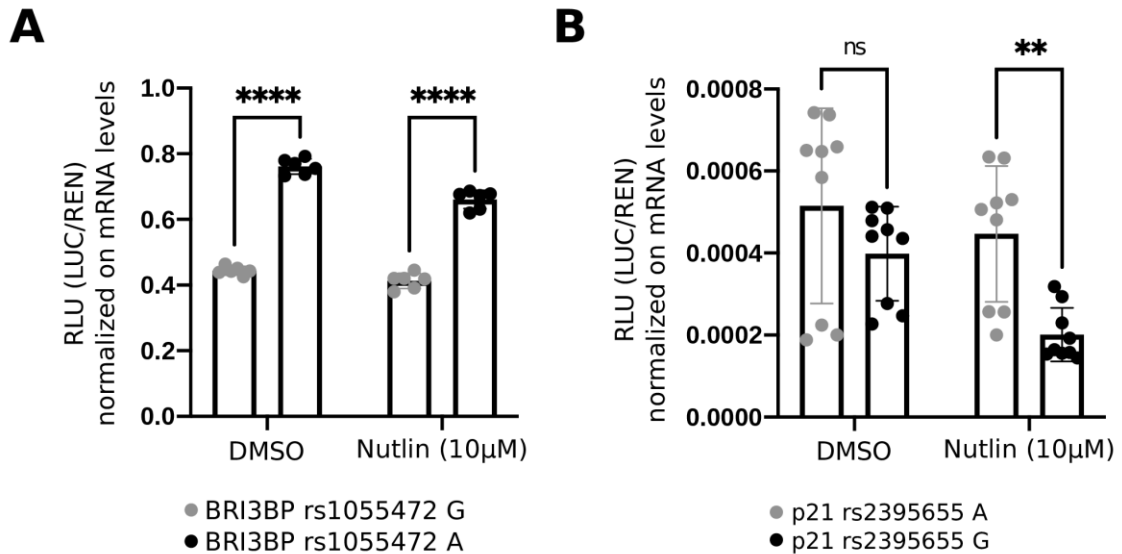 A
RLU (LUC/REN)
normalized on mRNA levels
1.0
0.8
0.6
0.4
0.2
0.0
****
****
DMSO
Nutlin (10μM)
BRI3BP rs1055472 G
BRI3BP rs1055472 A
B
RLU (LUC/REN)
normalized on mRNA levels
0.0008
0.0006
0.0004
0.0002
0.0000
ns
**
DMSO
Nutlin (10μM)
p21 rs2395655 A
p21 rs2395655 G